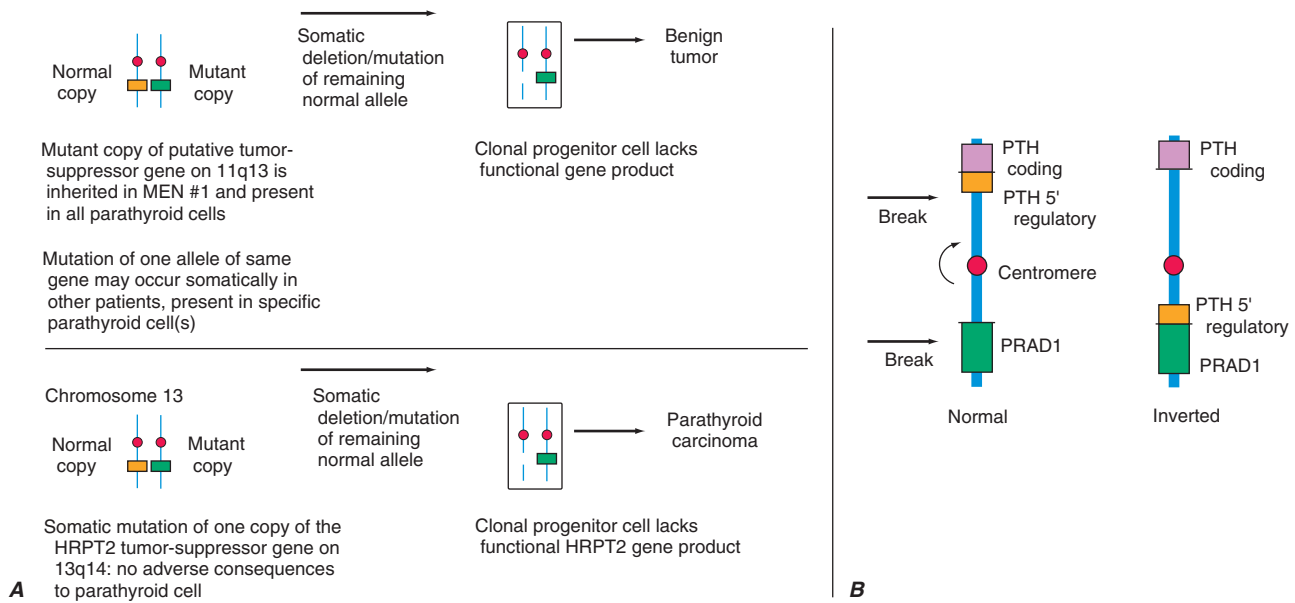 Normal
copy
Mutant
copy
Somatic
deletion/mutation
of remaining
normal allele
Benign
tumor
Mutant copy of putative tumor-
suppressor gene on 11q13 is
inherited in MEN #1 and present
in all parathyroid cells
Clonal progenitor cell lacks
functional gene product
Mutation of one allele of same
gene may occur somatically in
other patients, present in specific
parathyroid cell(s)
Chromosome 13
Normal
copy
Mutant
copy
Somatic
deletion/mutation
of remaining
normal allele
Parathyroid
carcinoma
Somatic mutation of one copy of the
HRPT2 tumor-suppressor gene on
13q14: no adverse consequences
to parathyroid cell
Clonal progenitor cell lacks
functional HRPT2 gene product
A
Break
Break
PTH
coding
PTH 5'
regulatory
Centromere
PRAD1
Normal
PTH
coding
PTH 5'
regulatory
PRAD1
Inverted
B